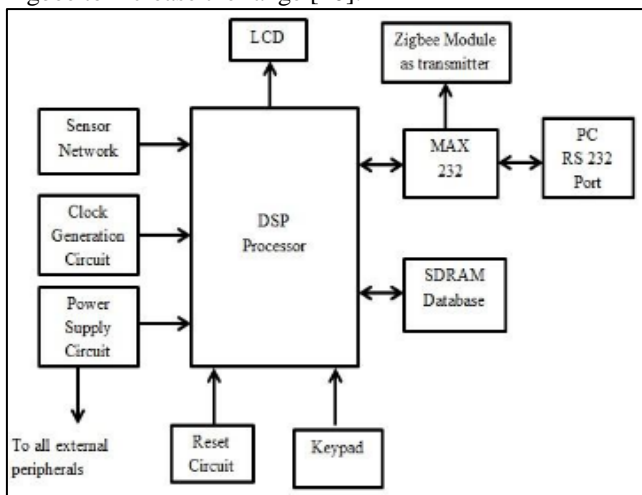 LCD
Zigbee Module
as transmitter
Sensor
Network
MAX
232
PC
RS 232
Port
Clock
Generation
Circuit
DSP
Processor
SDRAM
Database
Power
Supply
Circuit
To all external
peripherals
Reset
Circuit
Keypad